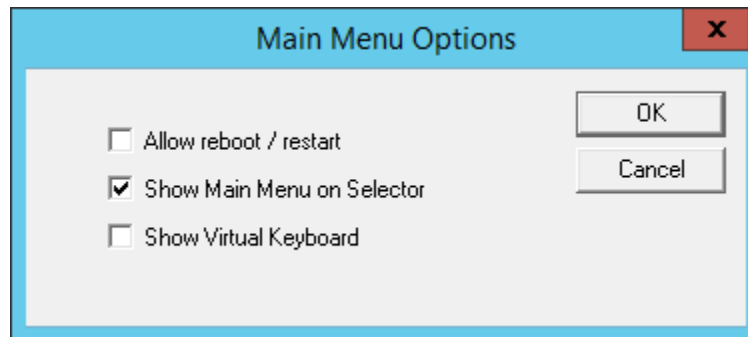 Main Menu Options
x
Allow reboot / restart
Show Main Menu on Selector
Show Virtual Keyboard
OK
Cancel